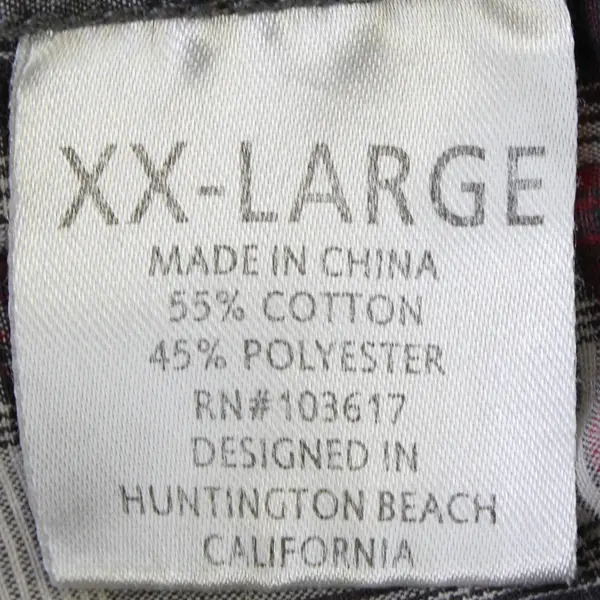 XX-LARGE
MADE IN CHINA
55% COTTON
45% POLYESTER
RN#103617
DESIGNED IN
HUNTINGTON BEACH
CALIFORNIA